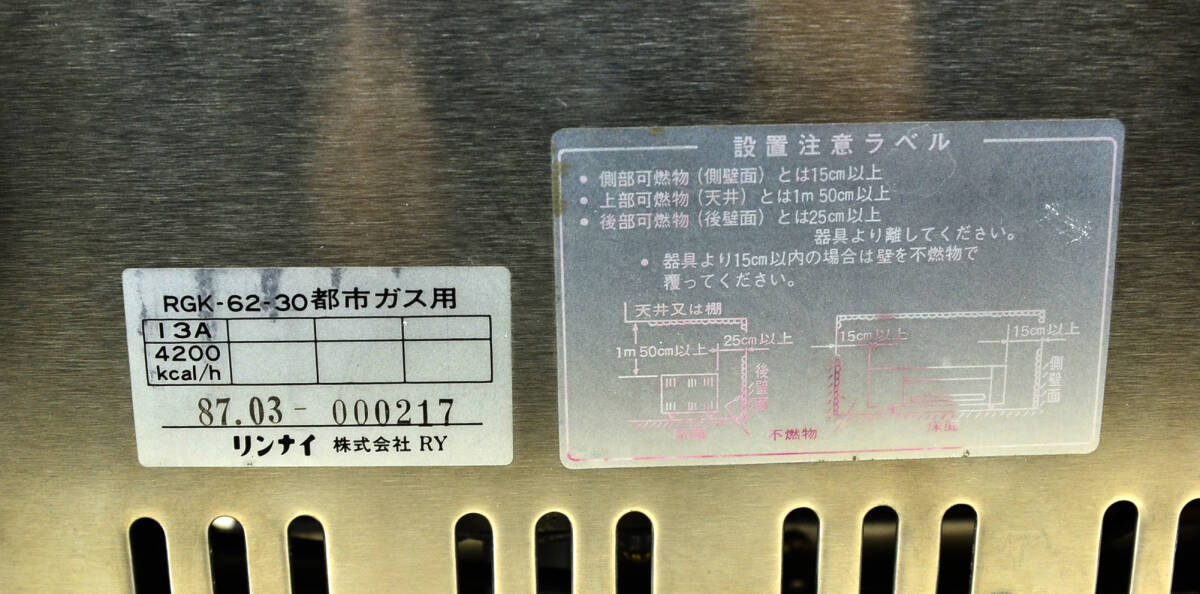 RGK-62-30都市ガス用
13A
4200
kcal/h
87.03-000217
リンナイ 株式会社 RY
設置注意ラベル
● 側部可燃物(側壁面)とは15cm以上
● 上部可燃物(天井)とは1m 50cm以上
● 後部可燃物(後壁面)とは25cm以上
器具より離してください。
● 器具より15cm以内の場合は壁を不燃物で
覆ってください。
天井又は棚
1m 50cm以上
25cm以上
後壁面
不燃物
15cm以上
15cm以上
側壁面